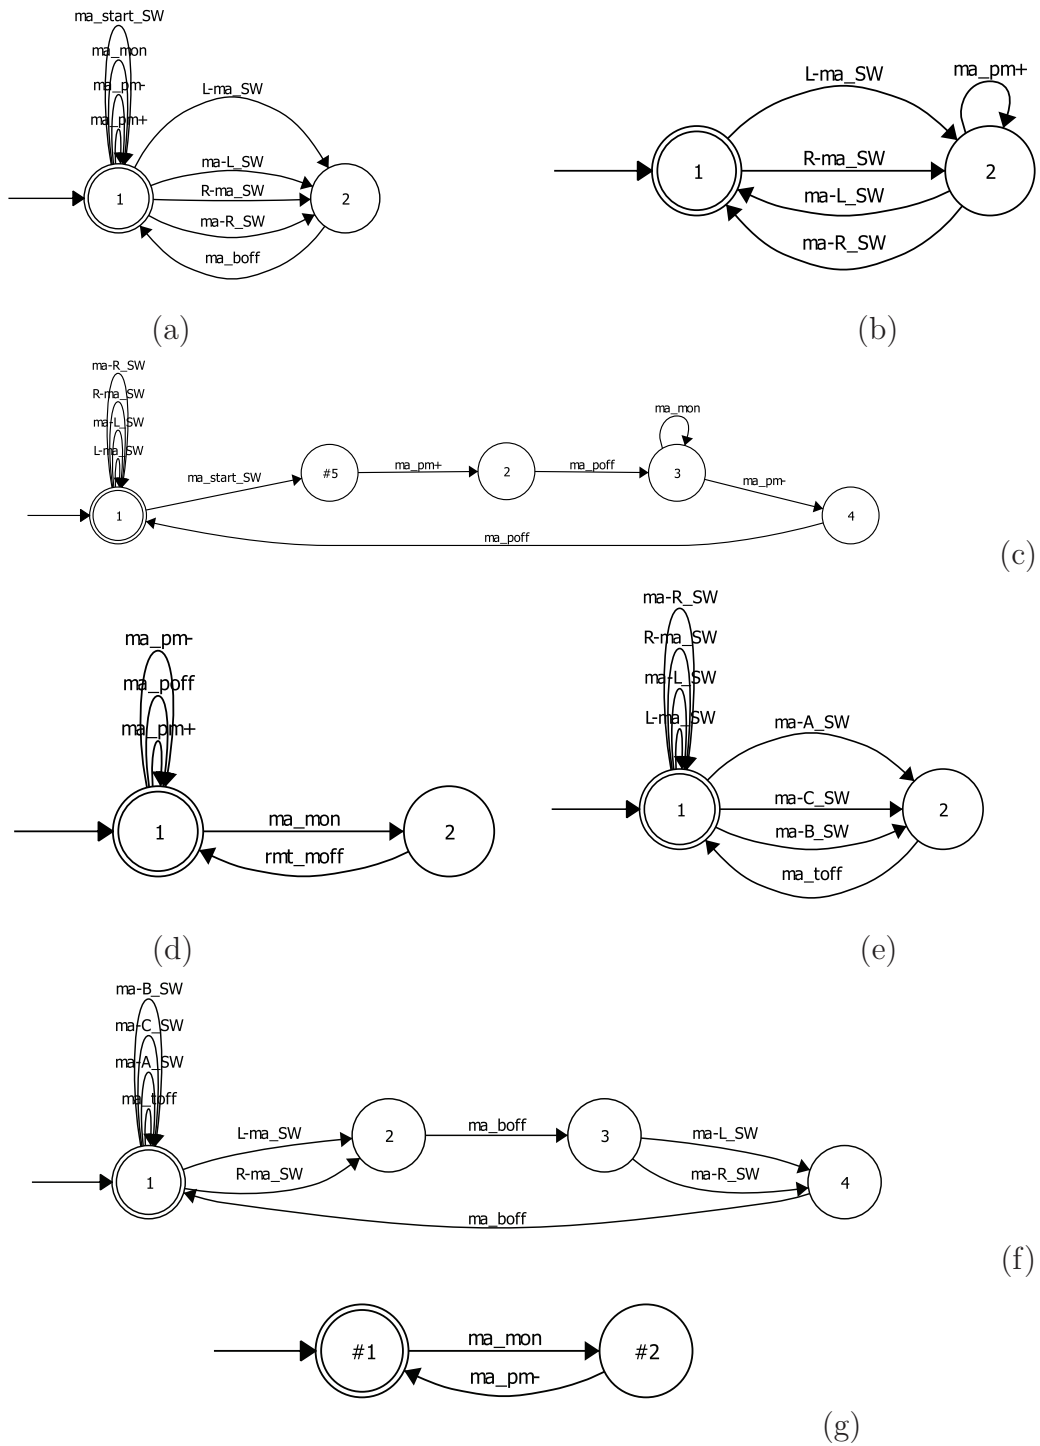 ma_start_SW
ma_mon
ma_pm-
ma_pm+
L-ma_SW
ma-L_SW
R-ma_SW
ma-R_SW
ma_boff
1
2
(a)
L-ma_SW
ma_pm+
R-ma_SW
ma-L_SW
ma-R_SW
1
2
(b)
ma-R_SW
R-ma_SW
ma-L_SW
L-ma_SW
ma_start_SW
#5
ma_pm+
2
ma_poff
ma_mon
3
ma_pm-
1
4
ma_poff
(c)
ma_pm-
ma_poff
ma_pm+
1
ma_mon
rmt_moff
2
(d)
ma-R_SW
R-ma_SW
ma-L_SW
L-ma_SW
ma-A_SW
ma-C_SW
ma-B_SW
ma_toff
1
2
(e)
ma-B_SW
ma-C_SW
ma-A_SW
ma_toff
L-ma_SW
R-ma_SW
2
ma_boff
3
ma-L_SW
ma-R_SW
1
4
ma_boff
(f)
#1
ma_mon
ma_pm-
#2
(g)